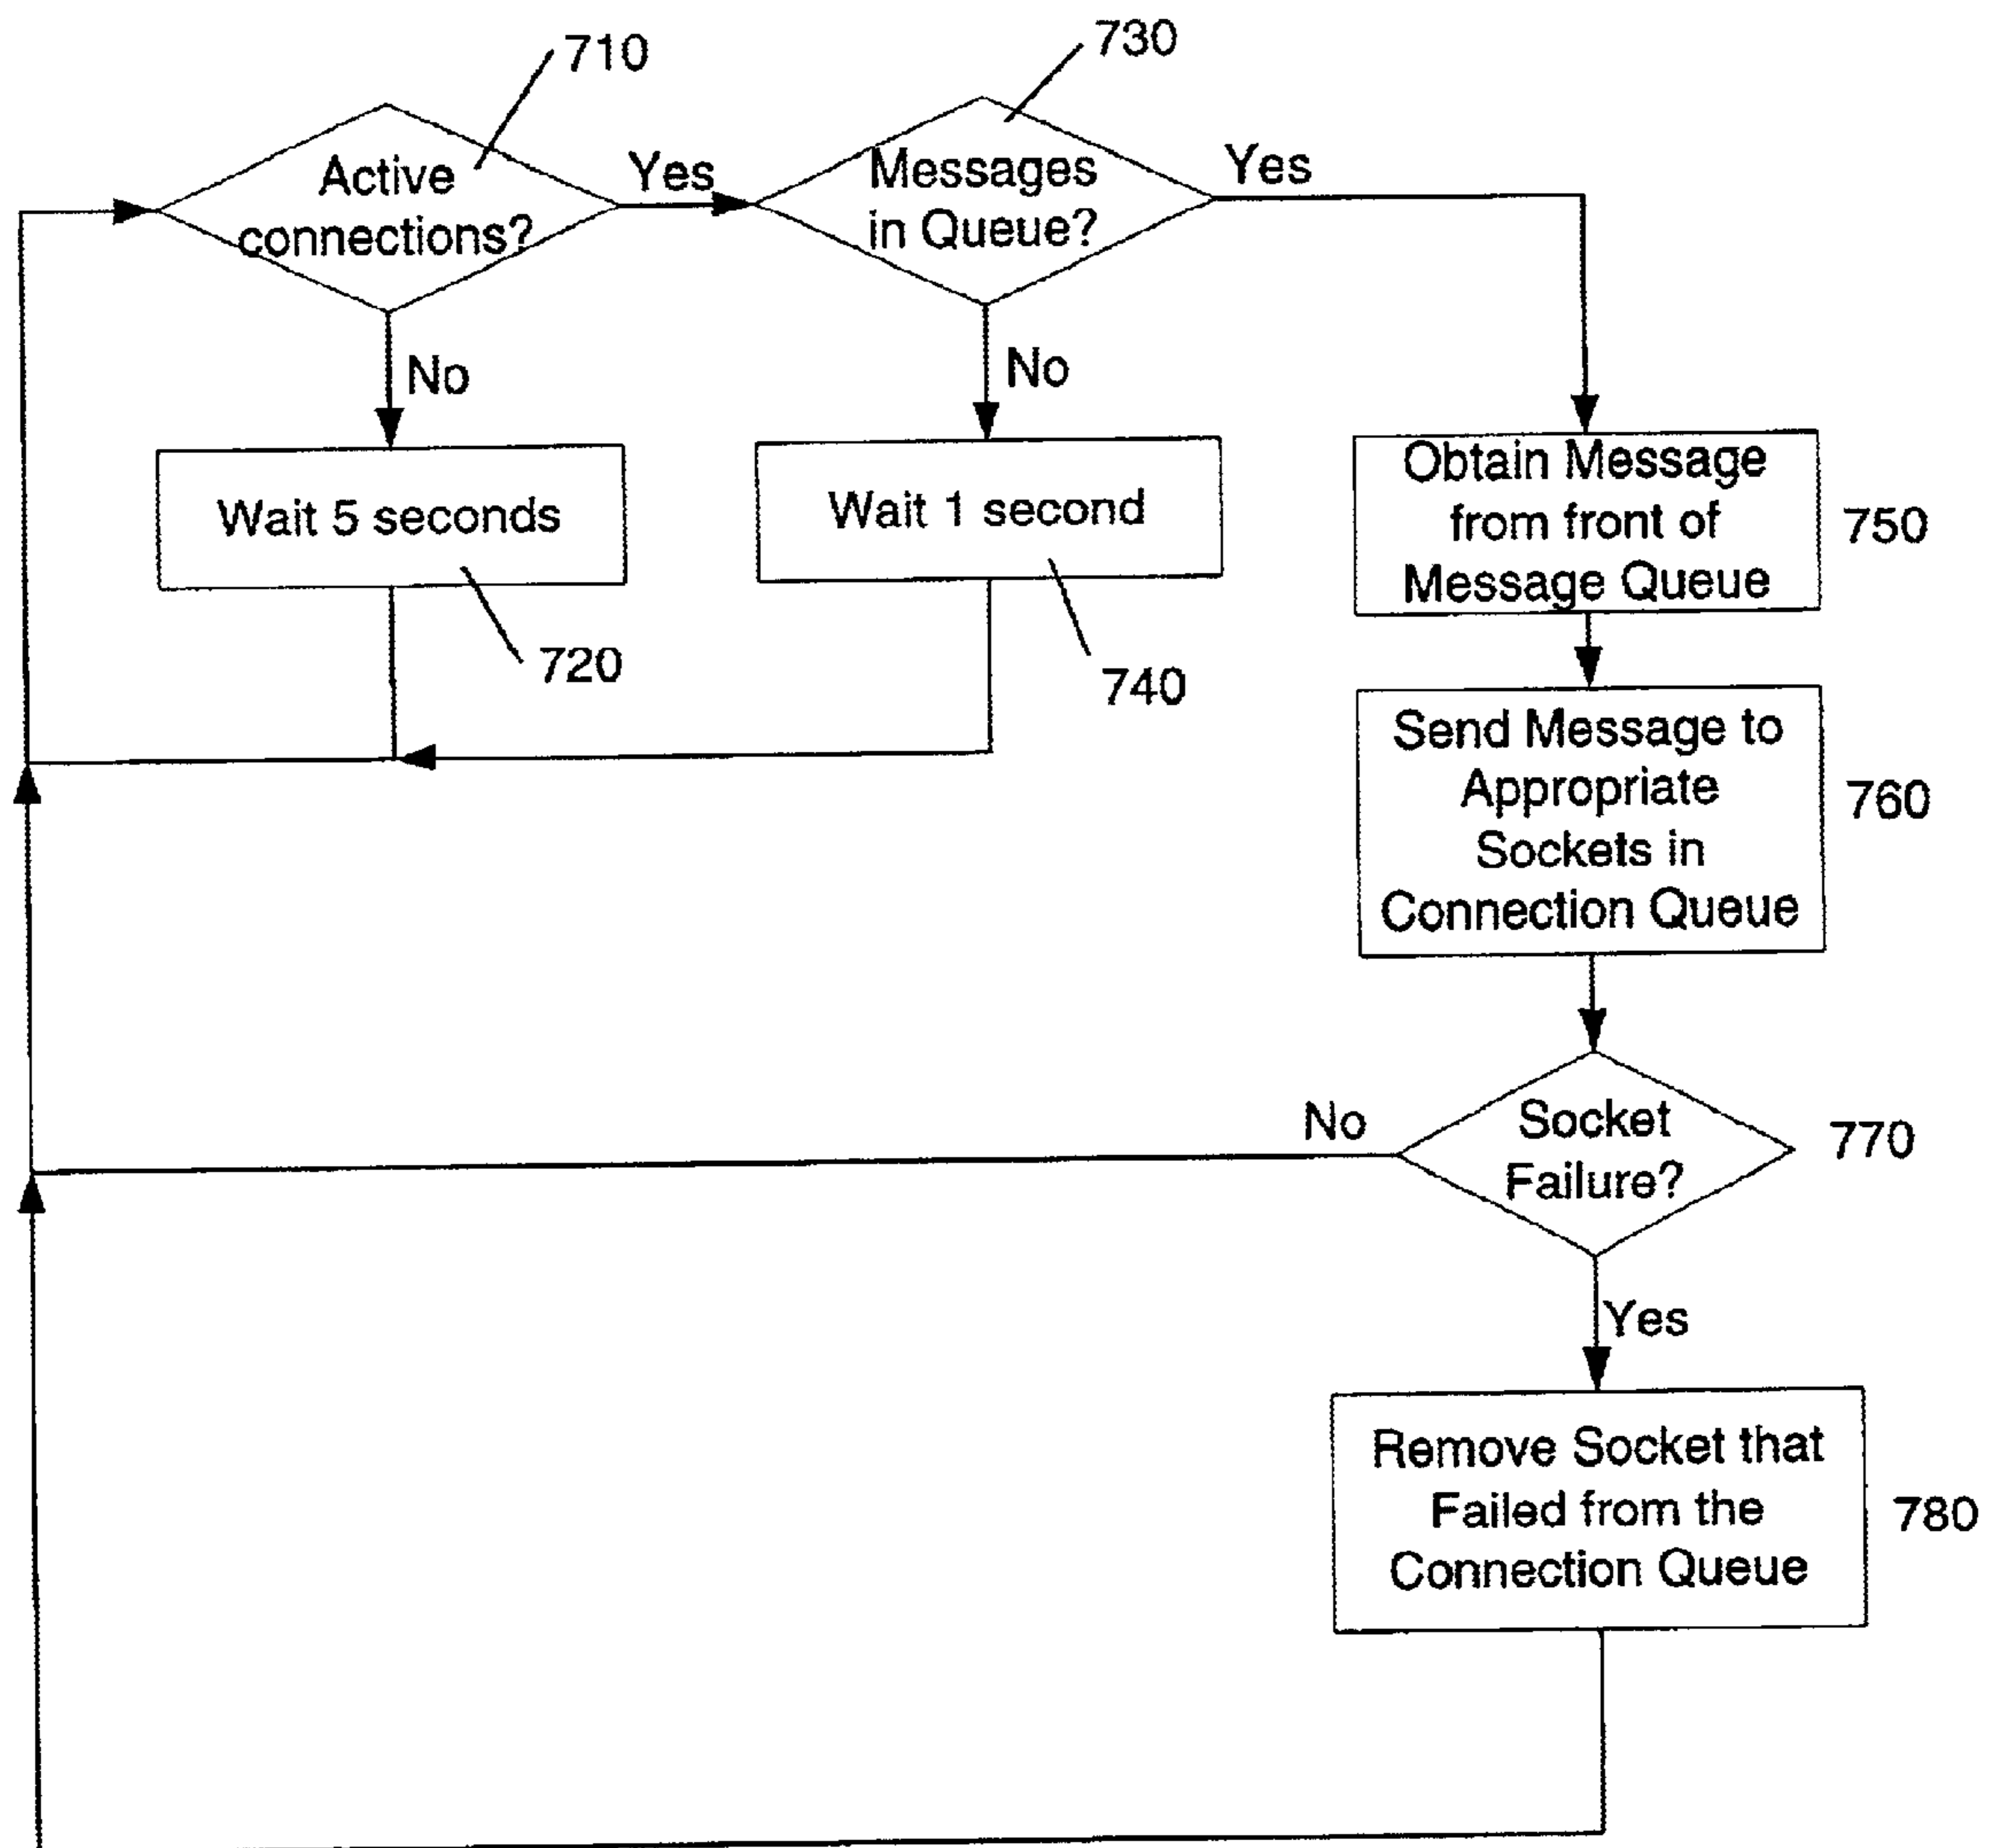 710
730
Active
connections?
Yes
Messages
in Queue?
Yes
No
No
Wait 5 seconds
Wait 1 second
720
740
Obtain Message
from front of
Message Queue
750
Send Message to
Appropriate
Sockets in
Connection Queue
760
No
Socket
Failure?
770
Yes
Remove Socket that
Failed from the
Connection Queue
780